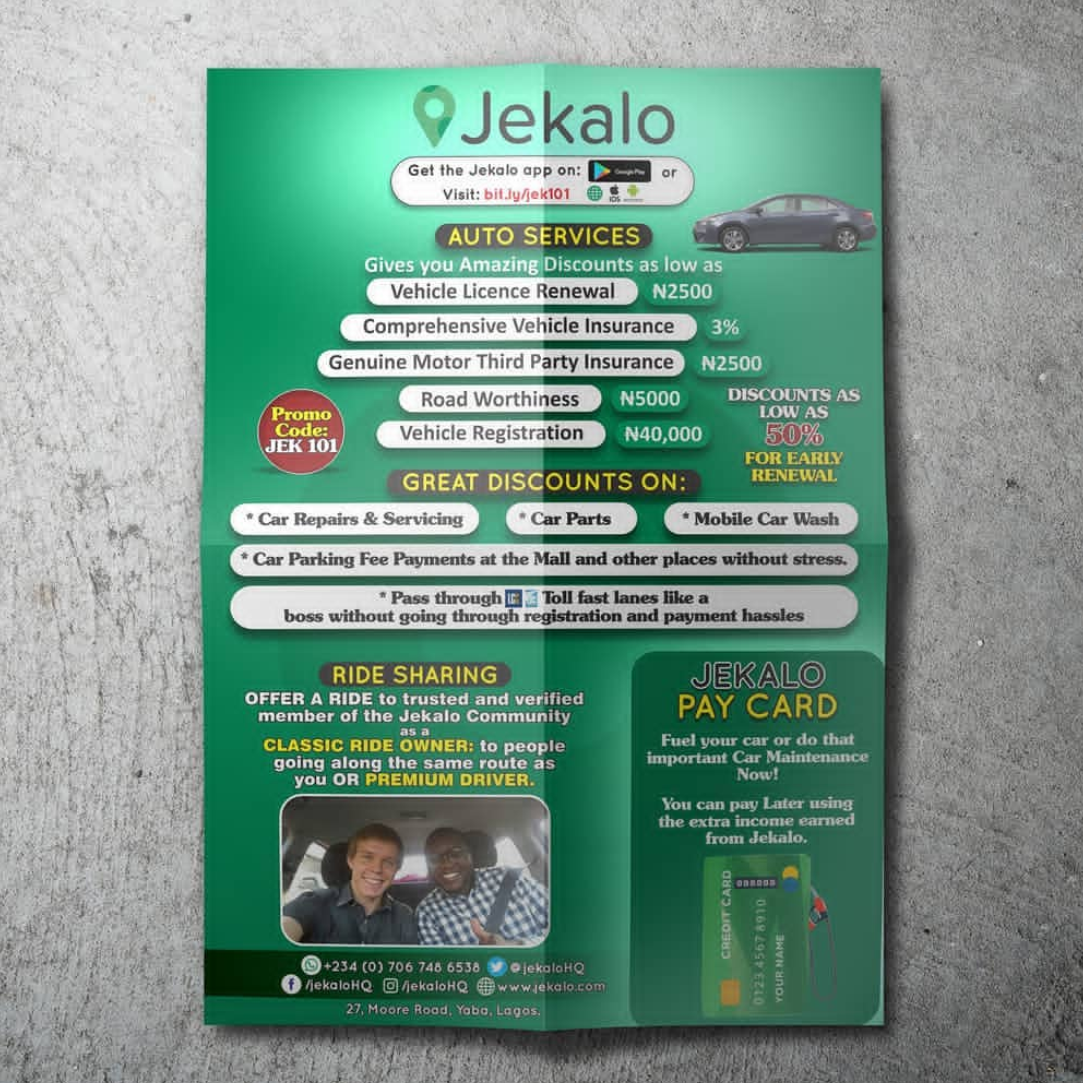 Jekalo
Get the Jekalo app on: Google Play or
Visit: bit.ly/jek101 iOS
AUTO SERVICES
Gives you Amazing Discounts as low as
Vehicle Licence Renewal ₦2500
Comprehensive Vehicle Insurance 3%
Genuine Motor Third Party Insurance ₦2500
Road Worthiness ₦5000
Vehicle Registration ₦40,000
Promo
Code:
JEK 101
DISCOUNTS AS
LOW AS
50%
FOR EARLY
RENEWAL
GREAT DISCOUNTS ON:
* Car Repairs & Servicing * Car Parts * Mobile Car Wash
* Car Parking Fee Payments at the Mall and other places without stress.
* Pass through Toll fast lanes like a
boss without going through registration and payment hassles
RIDE SHARING
OFFER A RIDE to trusted and verified
member of the Jekalo Community
as a
CLASSIC RIDE OWNER: to people
going along the same route as
you OR PREMIUM DRIVER.
JEKALO
PAY CARD
Fuel your car or do that
important Car Maintenance
Now!
You can pay Later using
the extra income earned
from Jekalo.
CREDIT CARD
0123 4567 8910
YOUR NAME
+234 (0) 706 748 6538 @jekaloHQ
/jekaloHQ /jekaloHQ www.jekalo.com
27, Moore Road, Yaba, Lagos.